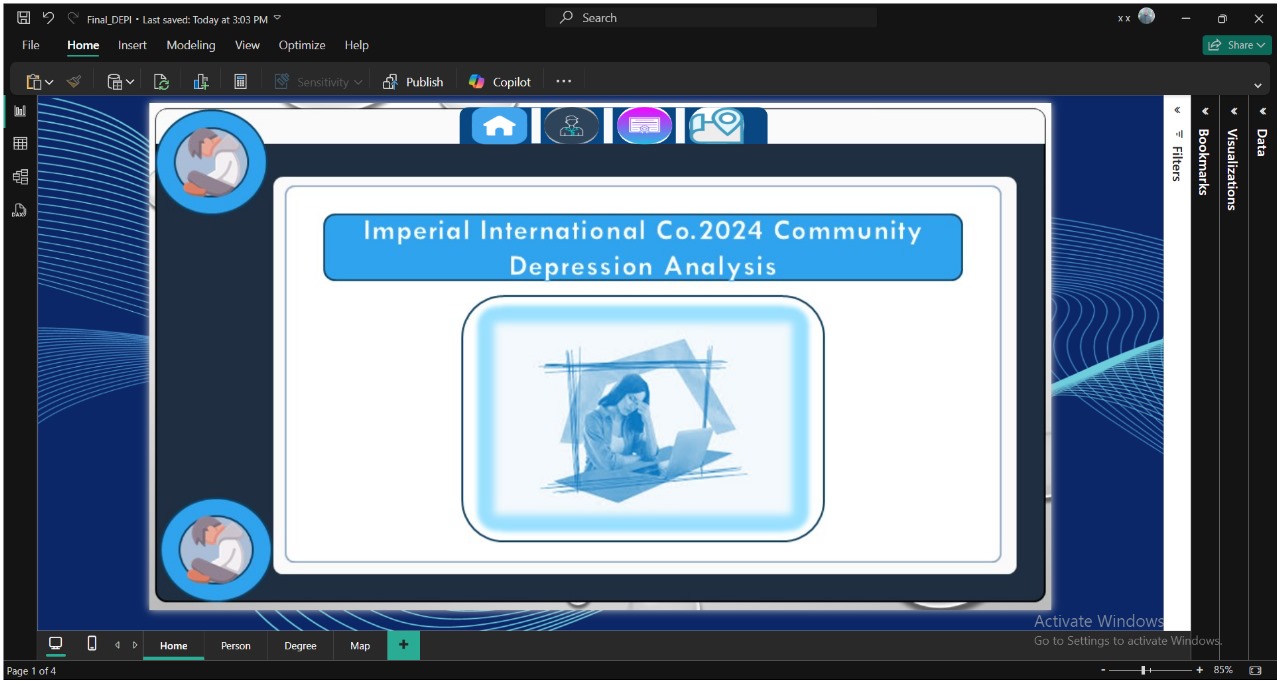 Final_DEPI • Last saved: Today at 3:03 PM
Search
x x
File Home Insert Modeling View Optimize Help
Share
Sensitivity
Publish
Copilot
Filters
Bookmarks
Visualizations
Data
DAX
Imperial International Co.2024 Community
Depression Analysis
Activate Windows
Go to Settings to activate Windows.
Home Person Degree Map +
Page 1 of 4
- + 85%